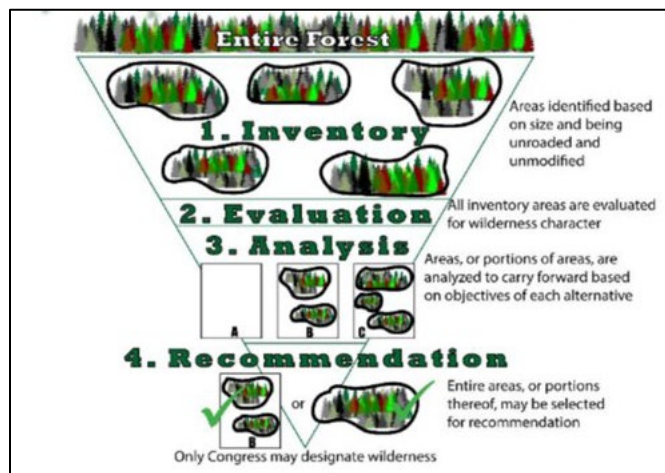 Entire Forest
1. Inventory
Areas identified based
on size and being
unroaded and
unmodified
2. Evaluation
All inventory areas are evaluated
for wilderness character
3. Analysis
Areas, or portions of areas, are
analyzed to carry forward based
on objectives of each alternative
A
B
C
4. Recommendation
B
or
Entire areas, or portions
thereof, may be selected
for recommendation
Only Congress may designate wilderness